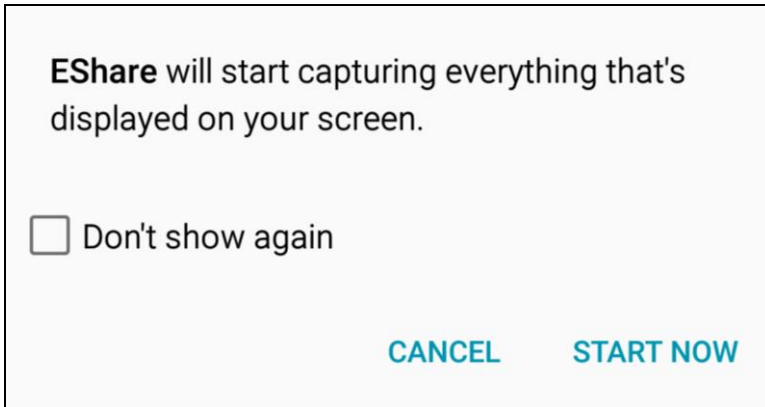 EShare will start capturing everything that's
displayed on your screen.
Don't show again
CANCEL START NOW